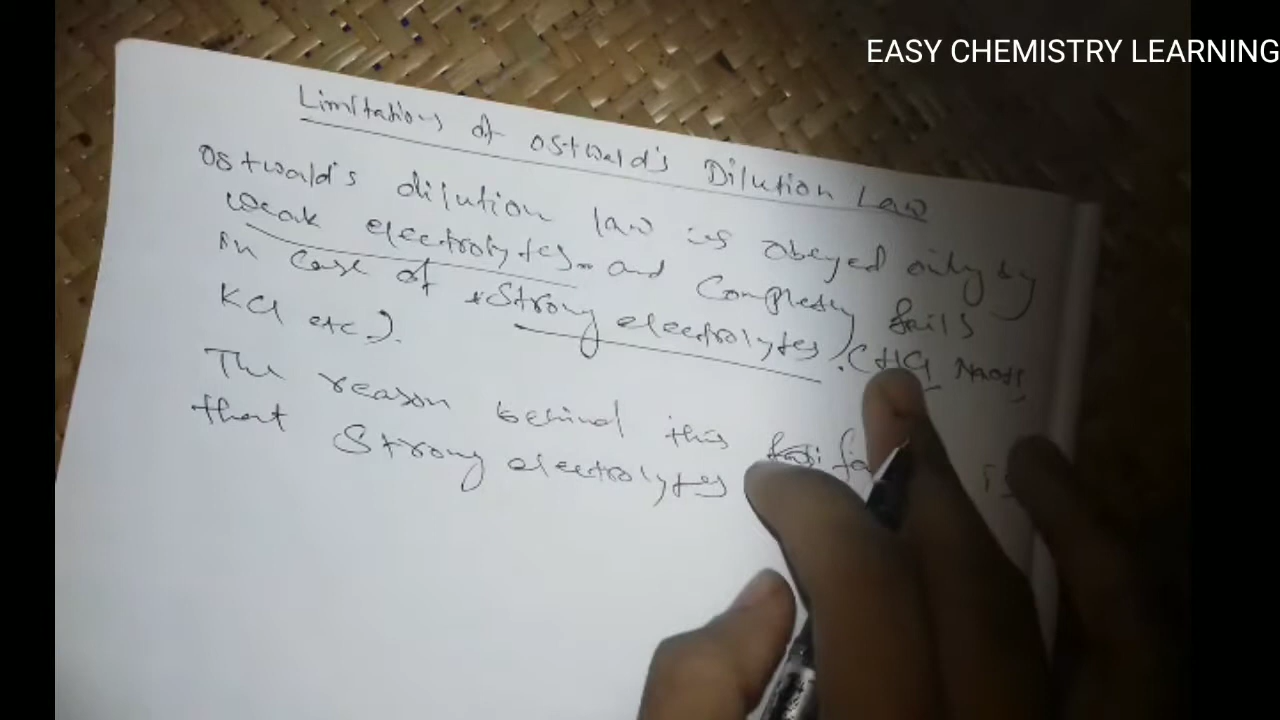 EASY CHEMISTRY LEARNING
Limitations of Ostwald's Dilution Law
Ostwald's dilution law is obeyed only by
weak electrolytes and completely fails
in case of strong electrolytes (HCl, NaOH,
KCl etc).
The reason behind this is
that Strong electrolytes